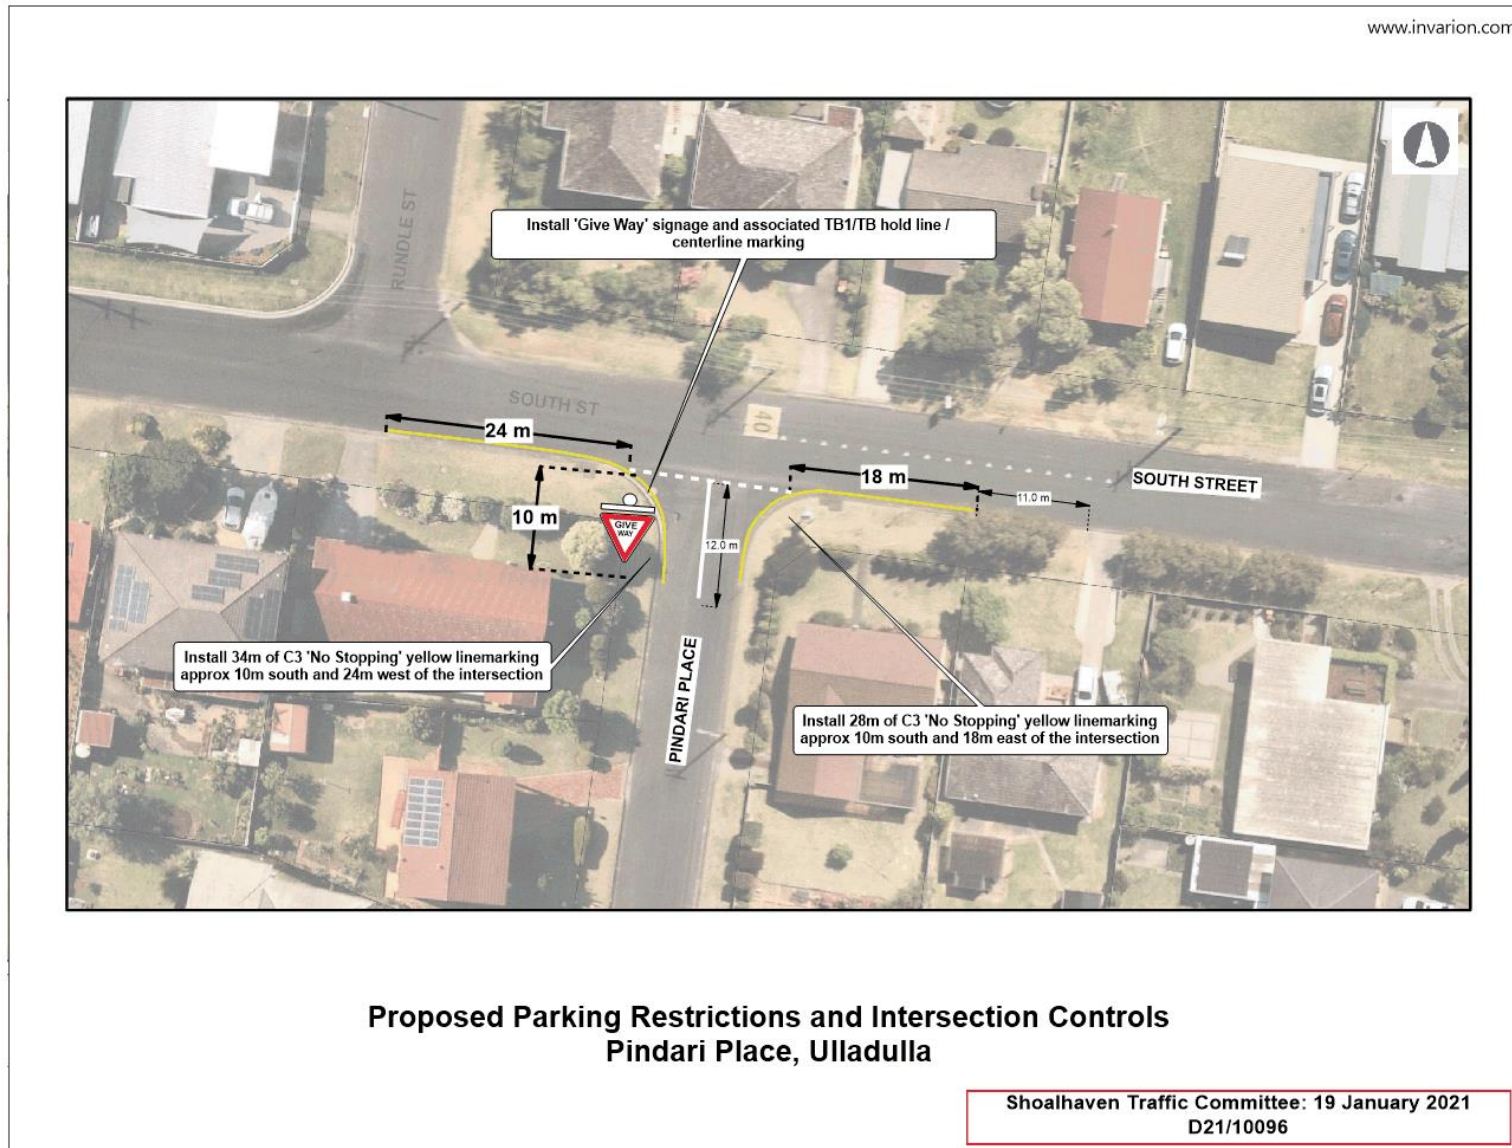 www.invarion.com
RUNDLE ST
Install 'Give Way' signage and associated TB1/TB hold line /
centerline marking
SOUTH ST
40
24 m
18 m
11.0 m
SOUTH STREET
10 m
GIVE
WAY
12.0 m
PINDARI PLACE
Install 34m of C3 'No Stopping' yellow linemarking
approx 10m south and 24m west of the intersection
Install 28m of C3 'No Stopping' yellow linemarking
approx 10m south and 18m east of the intersection
Proposed Parking Restrictions and Intersection Controls
Pindari Place, Ulladulla
Shoalhaven Traffic Committee: 19 January 2021
D21/10096